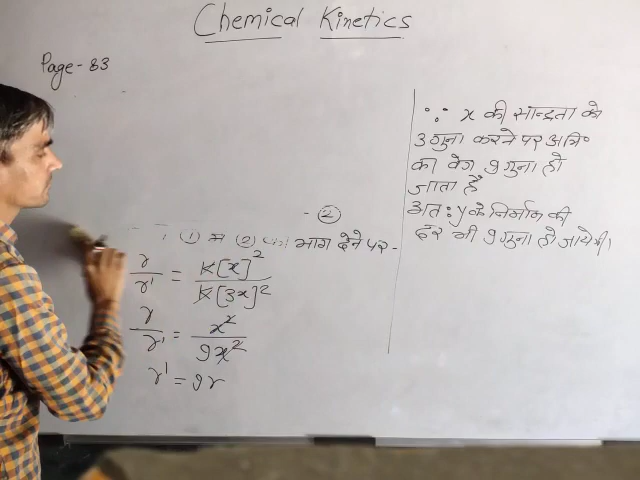 Chemical Kinetics
Page-83
- ②
① व ② का भाग देने पर-
r/r' = k[x]²/k[3x]²
r/r' = x²/9x²
r' = 9r
∵ x की सान्द्रता को
3 गुना करने पर अभि॰
का वेग 9 गुना हो
जाता है
अतः y के निर्माण की
दर भी 9 गुना हो जायेगी।